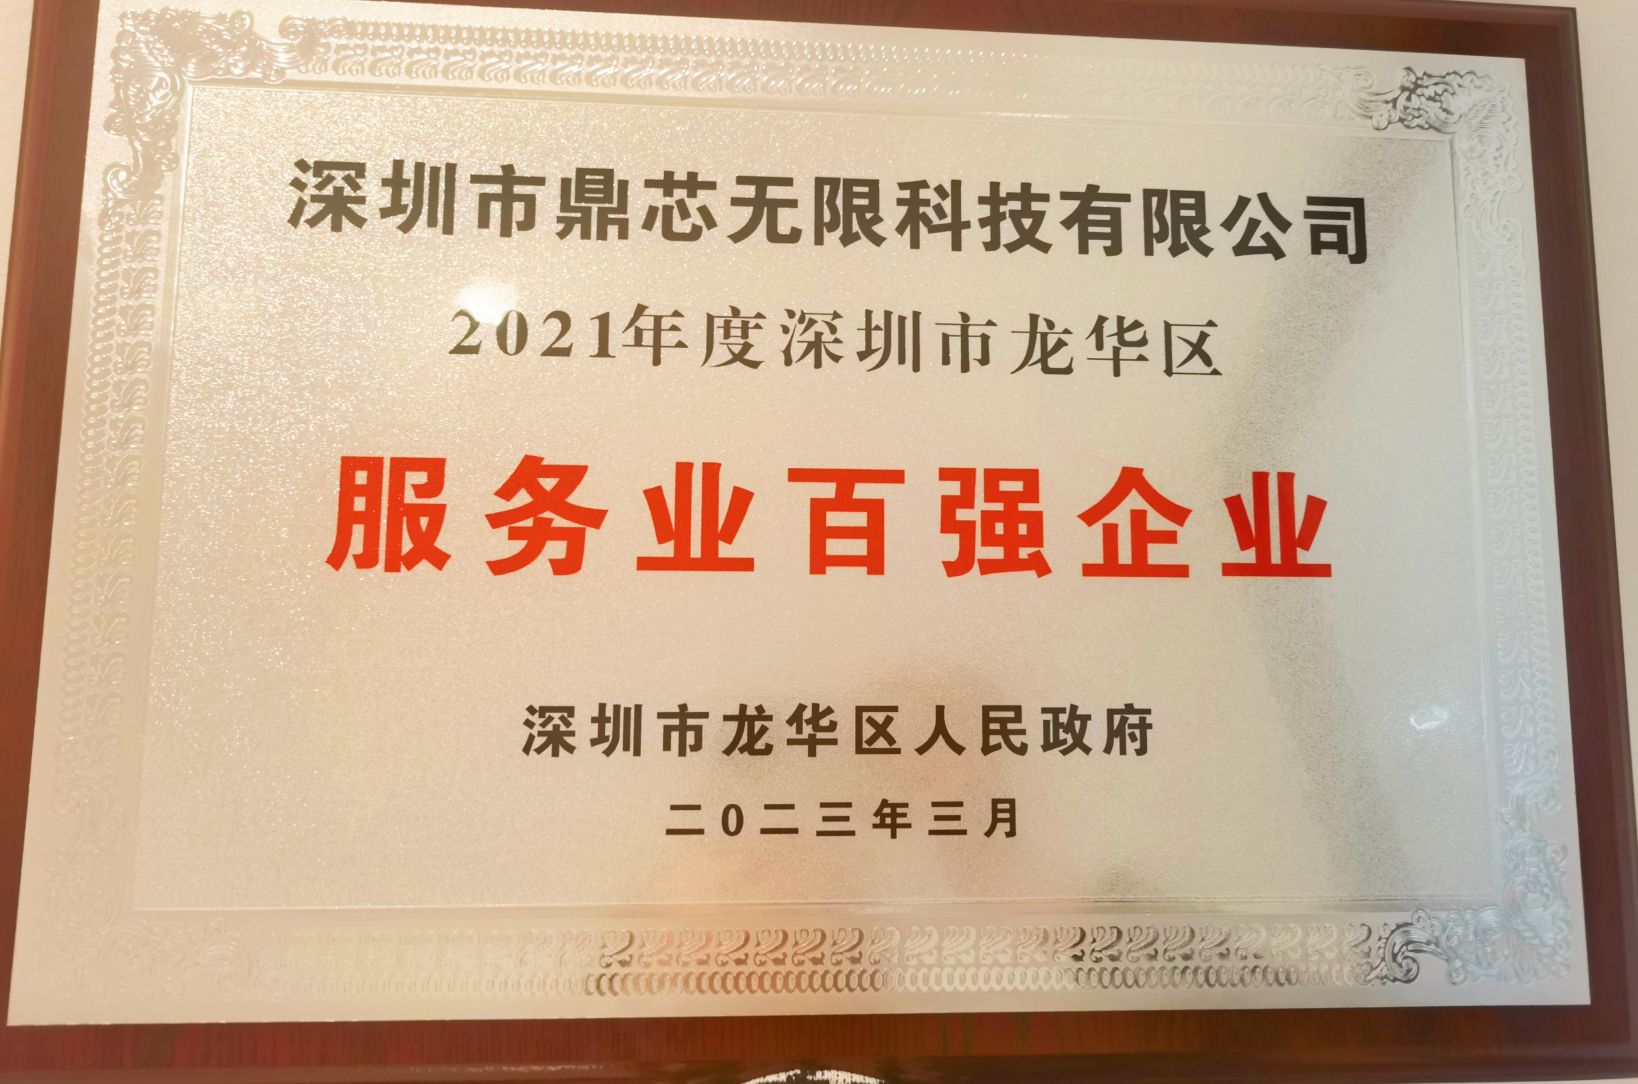 深圳市鼎芯无限科技有限公司
2021年度深圳市龙华区
服务业百强企业
深圳市龙华区人民政府
二0二三年三月